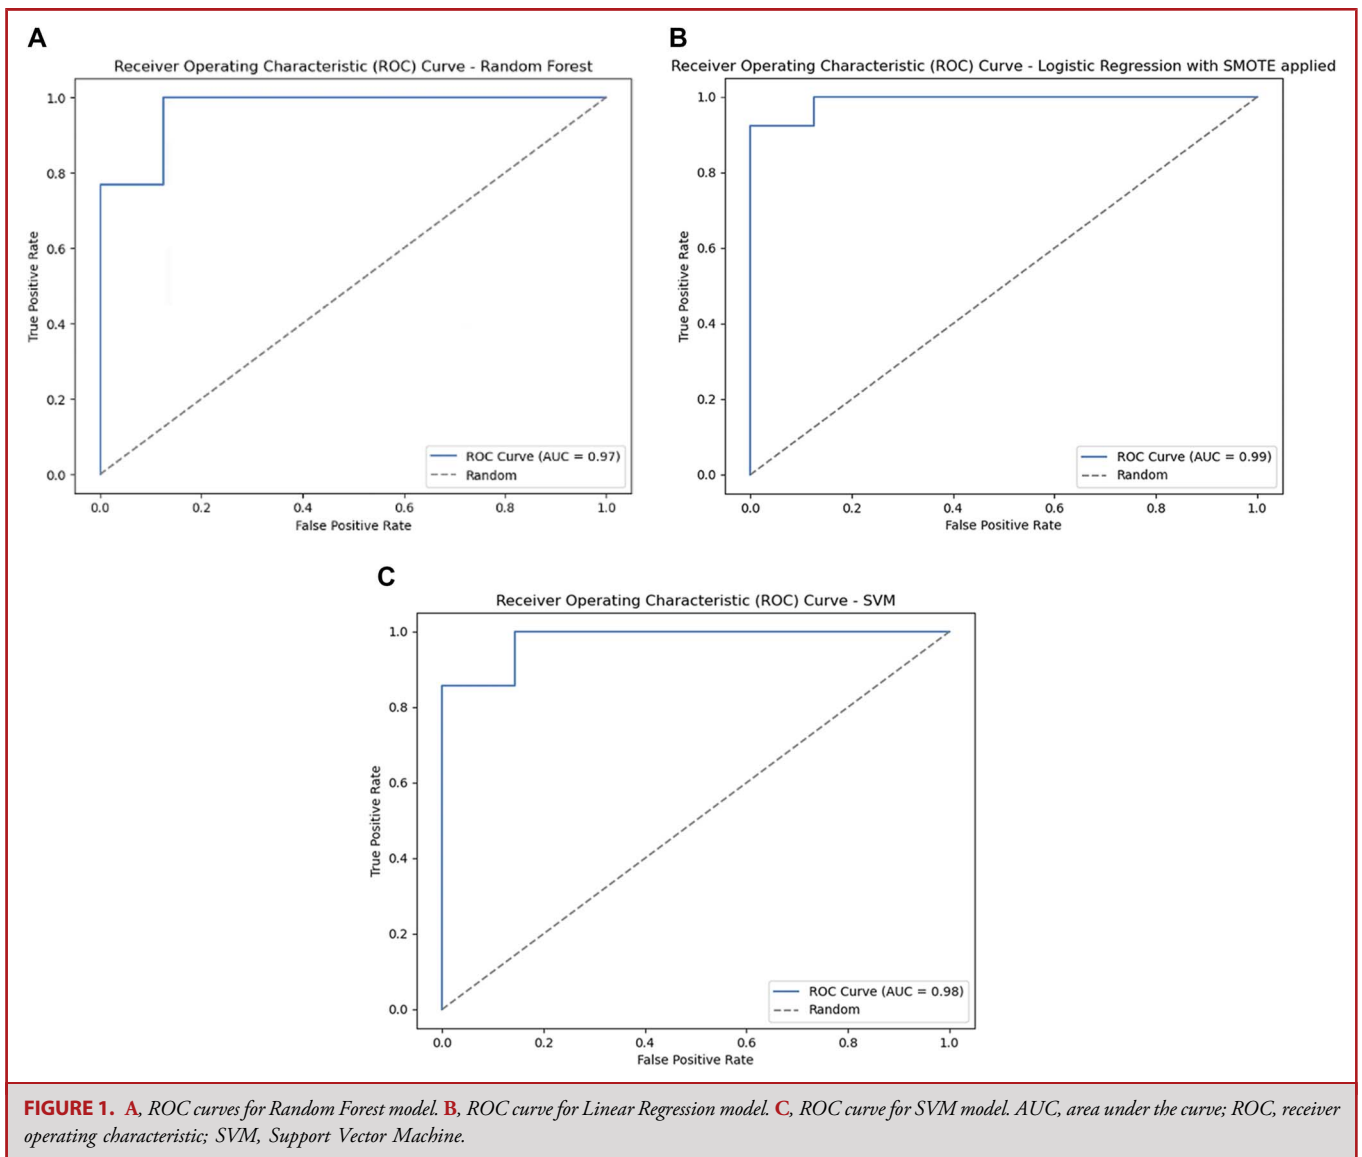 A
Receiver Operating Characteristic (ROC) Curve - Random Forest
True Positive Rate
1.0
0.8
0.6
0.4
0.2
0.0
ROC Curve (AUC = 0.97)
Random
0.0 0.2 0.4 0.6 0.8 1.0
False Positive Rate
B
Receiver Operating Characteristic (ROC) Curve - Logistic Regression with SMOTE applied
True Positive Rate
1.0
0.8
0.6
0.4
0.2
0.0
ROC Curve (AUC = 0.99)
Random
0.0 0.2 0.4 0.6 0.8 1.0
False Positive Rate
C
Receiver Operating Characteristic (ROC) Curve - SVM
True Positive Rate
1.0
0.8
0.6
0.4
0.2
0.0
ROC Curve (AUC = 0.98)
Random
0.0 0.2 0.4 0.6 0.8 1.0
False Positive Rate
FIGURE 1. A, ROC curves for Random Forest model. B, ROC curve for Linear Regression model. C, ROC curve for SVM model. AUC, area under the curve; ROC, receiver
operating characteristic; SVM, Support Vector Machine.